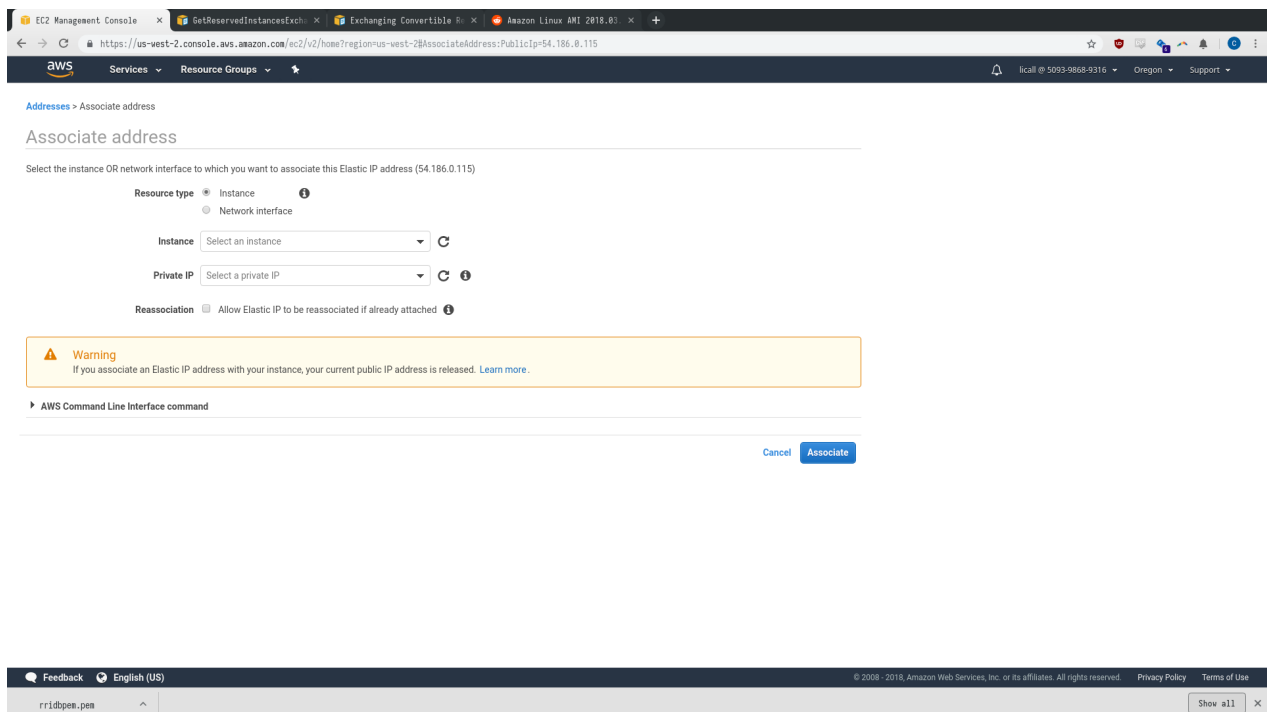 EC2 Management Console
GetReservedInstancesExch
Exchanging Convertible Re
Amazon Linux AMI 2018.03.
https://us-west-2.console.aws.amazon.com/ec2/v2/home?region=us-west-2#AssociateAddress:PublicIp=54.186.0.115
aws Services Resource Groups licall @ 5093-9868-9316 Oregon Support
Addresses > Associate address
Associate address
Select the instance OR network interface to which you want to associate this Elastic IP address (54.186.0.115)
Resource type Instance
Network interface
Instance Select an instance
Private IP Select a private IP
Reassociation Allow Elastic IP to be reassociated if already attached
Warning
If you associate an Elastic IP address with your instance, your current public IP address is released. Learn more.
AWS Command Line Interface command
Cancel Associate
Feedback English (US) © 2008 - 2018, Amazon Web Services, Inc. or its affiliates. All rights reserved. Privacy Policy Terms of Use
rridbpem.pem Show all